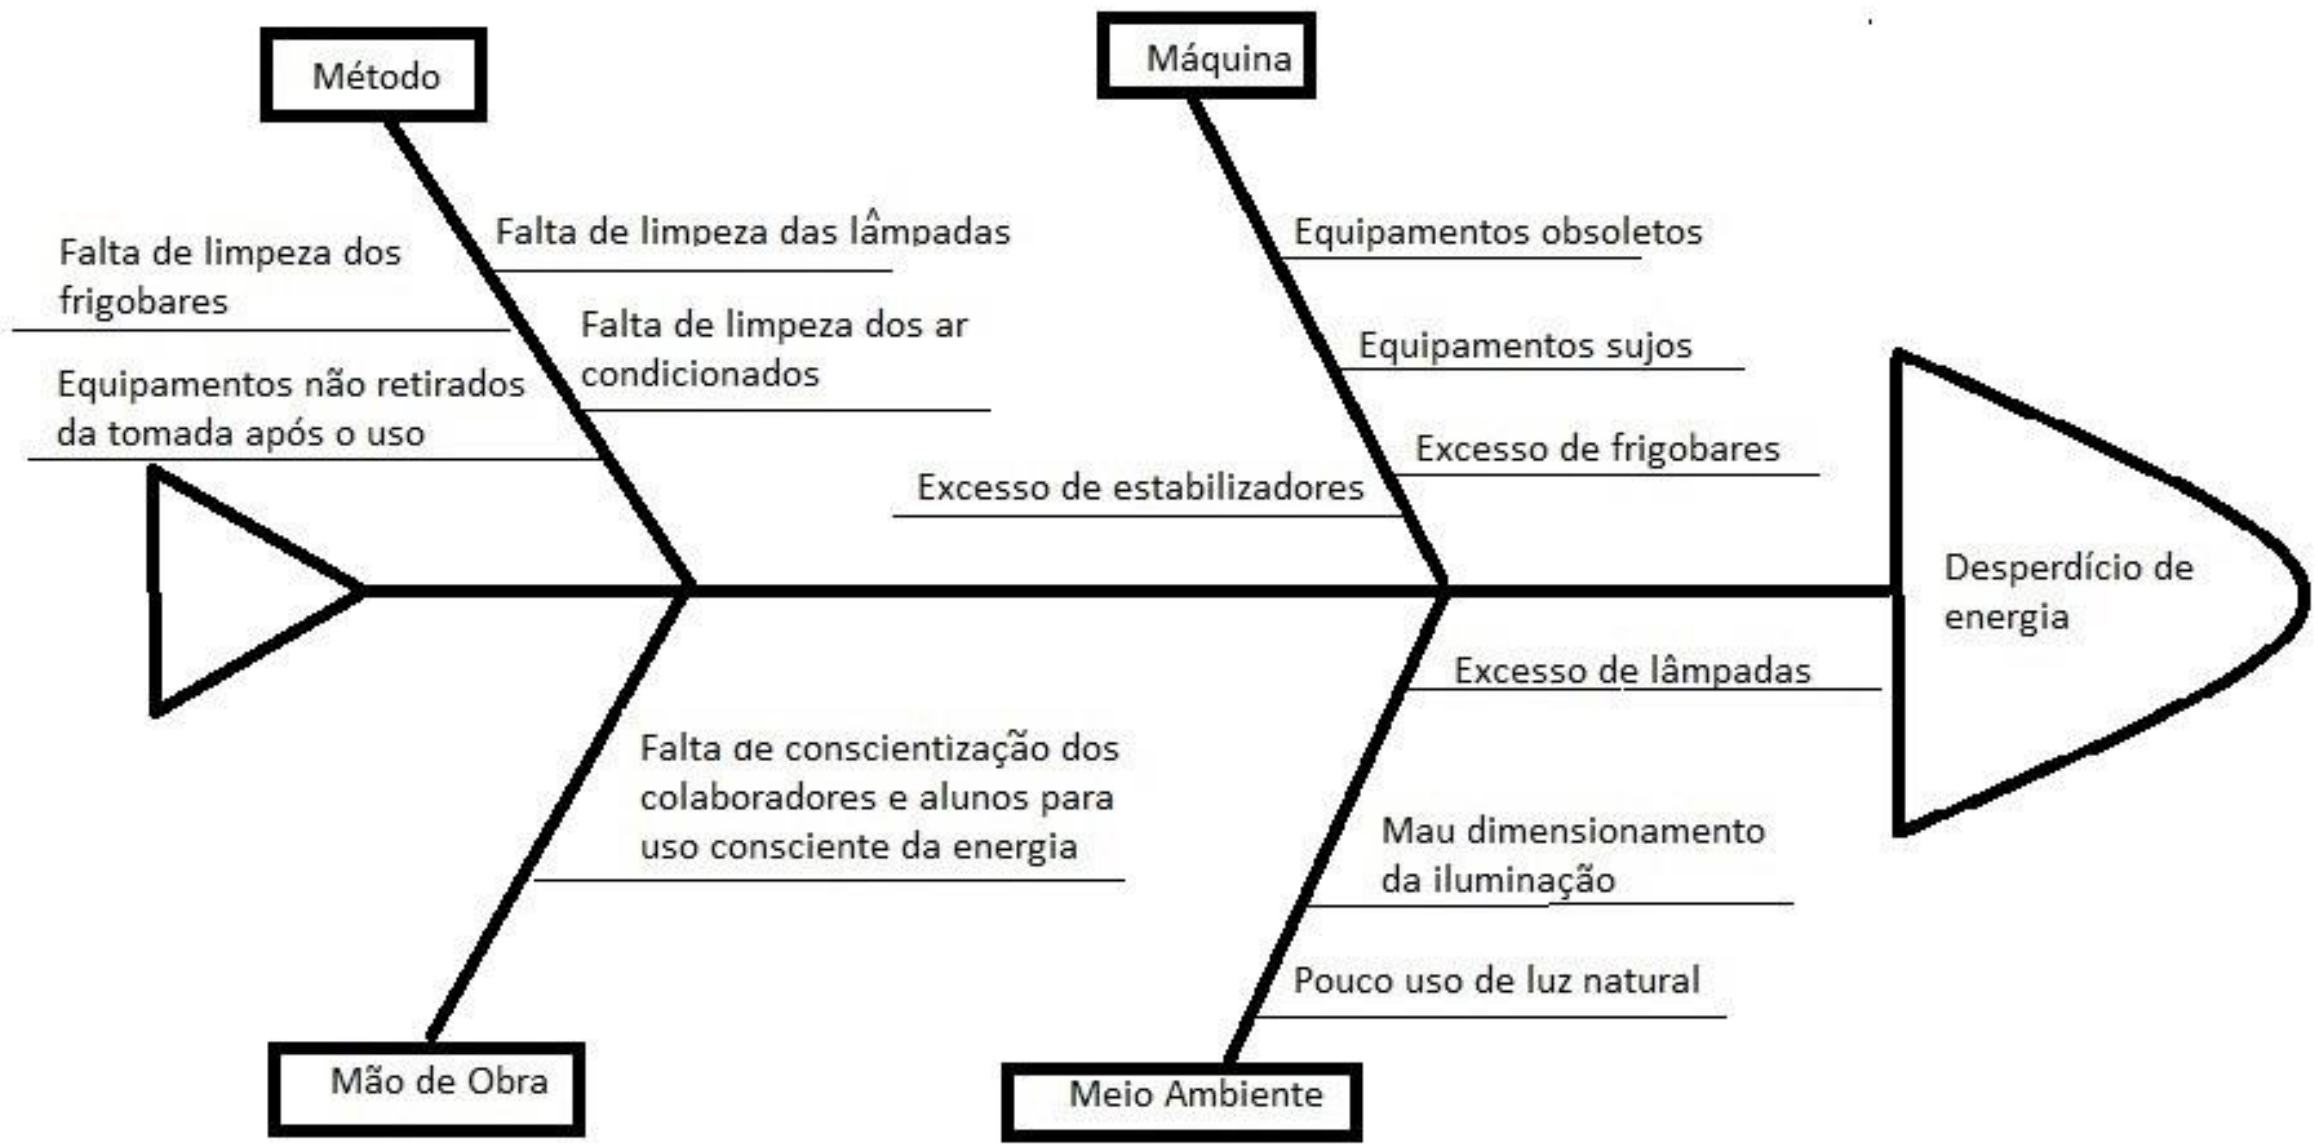 Método
Máquina
Falta de limpeza dos
frigobares
Equipamentos não retirados
da tomada após o uso
Falta de limpeza das lâmpadas
Falta de limpeza dos ar
condicionados
Equipamentos obsoletos
Equipamentos sujos
Excesso de frigobares
Excesso de estabilizadores
Desperdício de
energia
Falta de conscientização dos
colaboradores e alunos para
uso consciente da energia
Excesso de lâmpadas
Mau dimensionamento
da iluminação
Pouco uso de luz natural
Mão de Obra
Meio Ambiente